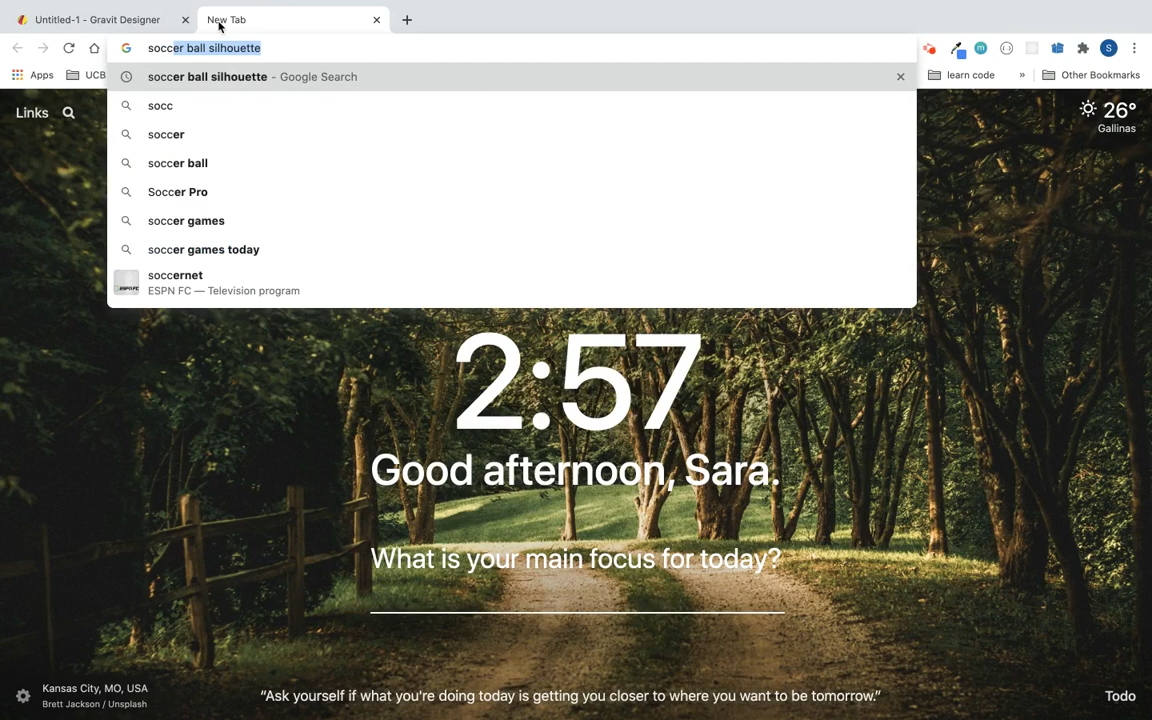 Untitled-1 - Gravit Designer
New Tab
soccer ball silhouette
S
Apps
UCB
learn code
»
Other Bookmarks
soccer ball silhouette - Google Search
socc
soccer
soccer ball
Soccer Pro
soccer games
soccer games today
soccernet
ESPN FC — Television program
Links
26°
Gallinas
2:57
Good afternoon, Sara.
What is your main focus for today?
Kansas City, MO, USA
Brett Jackson / Unsplash
“Ask yourself if what you're doing today is getting you closer to where you want to be tomorrow.”
Todo